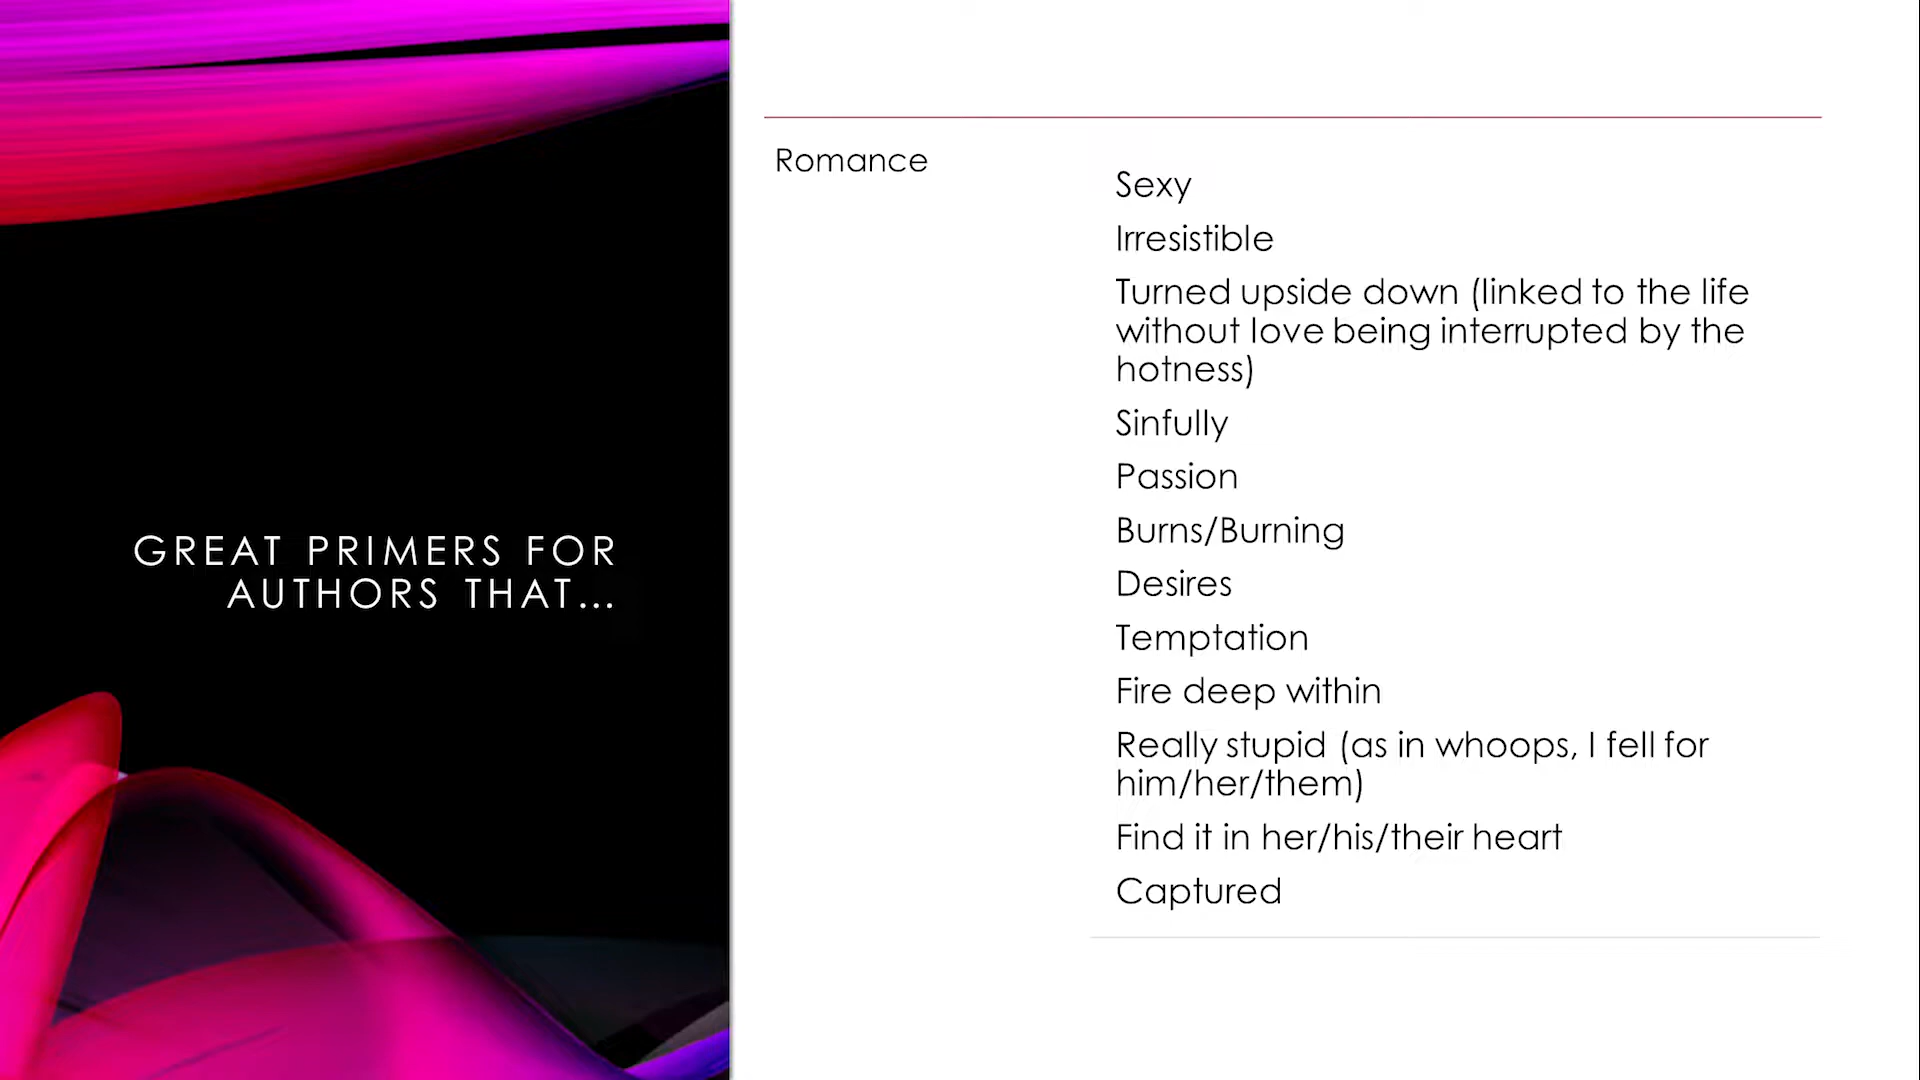 GREAT PRIMERS FOR
AUTHORS THAT...
Romance
Sexy
Irresistible
Turned upside down (linked to the life
without love being interrupted by the
hotness)
Sinfully
Passion
Burns/Burning
Desires
Temptation
Fire deep within
Really stupid (as in whoops, I fell for
him/her/them)
Find it in her/his/their heart
Captured